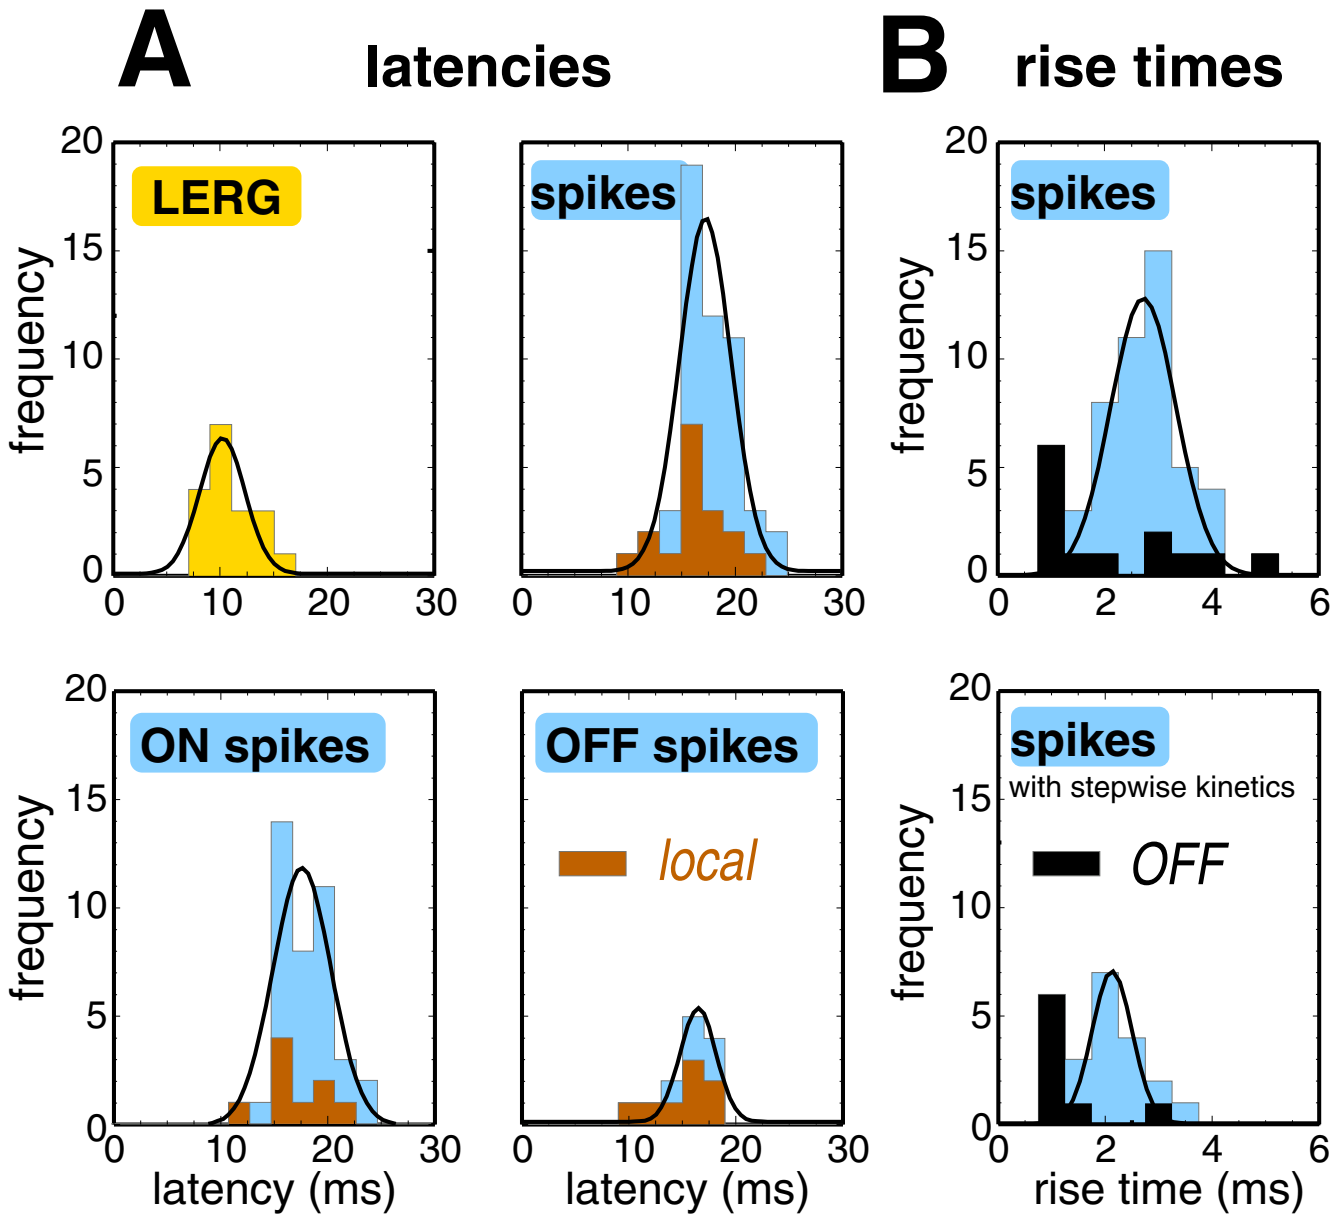 A
latencies
B
rise times
20
15
10
5
0
frequency
LERG
0 10 20 30
spikes
0 10 20 30
20
15
10
5
0
frequency
spikes
0 2 4 6
20
15
10
5
0
frequency
ON spikes
0 10 20 30
latency (ms)
OFF spikes
local
0 10 20 30
latency (ms)
20
15
10
5
0
frequency
spikes
with stepwise kinetics
OFF
0 2 4 6
rise time (ms)